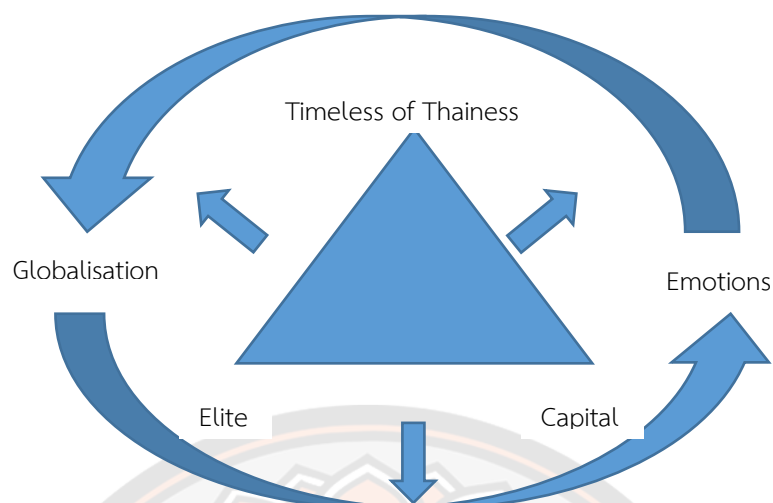 Timeless of Thainess
Globalisation
Emotions
Elite
Capital